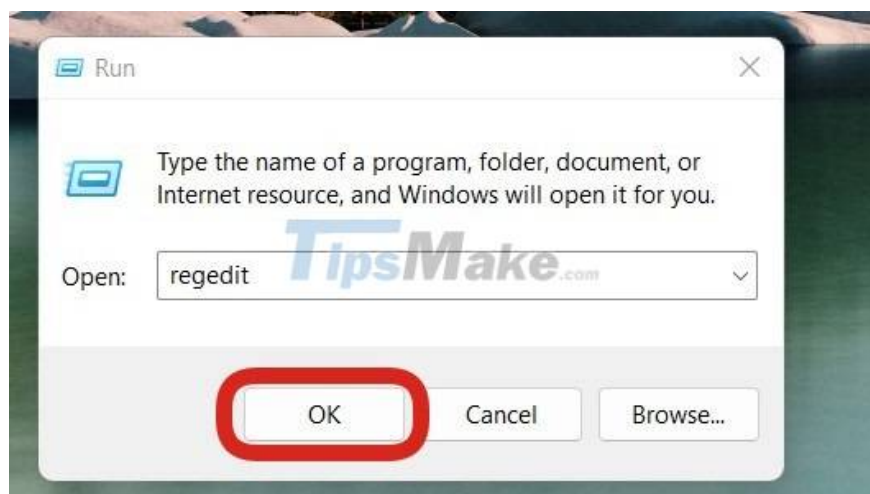 Run
Type the name of a program, folder, document, or
Internet resource, and Windows will open it for you.
TipsMake.com
Open: regedit
OK Cancel Browse...